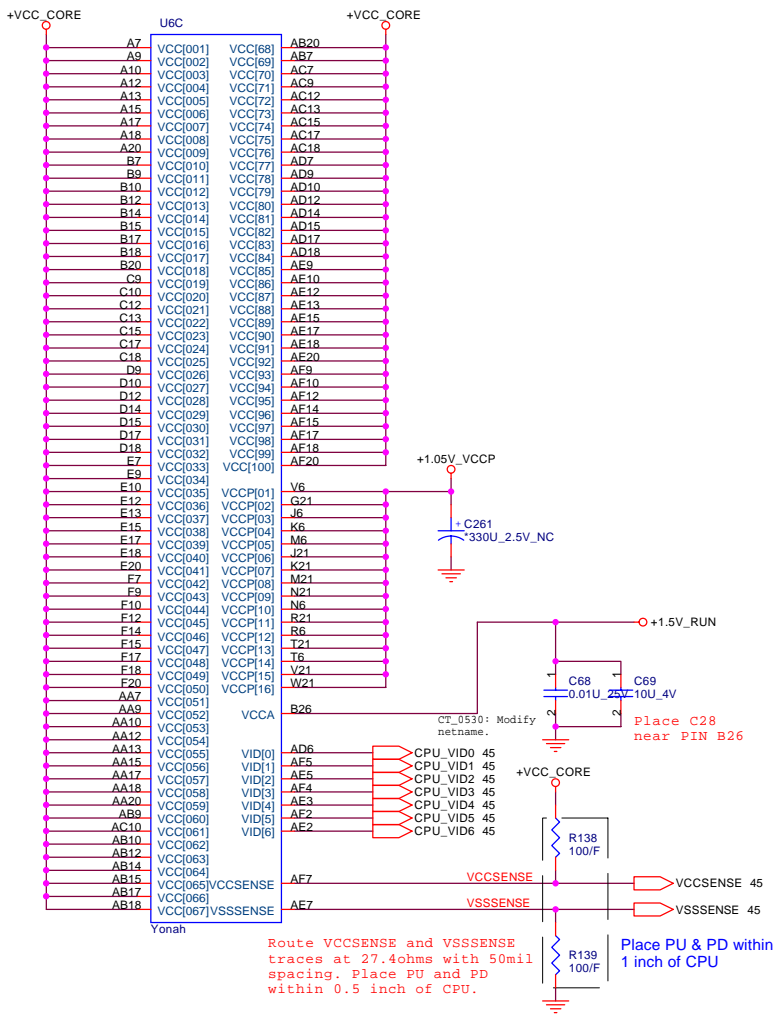 +VCC_CORE
U6C
+VCC_CORE
A7 VCC[001] VCC[68] AB20
A9 VCC[002] VCC[69] AB7
A10 VCC[003] VCC[70] AC7
A12 VCC[004] VCC[71] AC9
A13 VCC[005] VCC[72] AC12
A15 VCC[006] VCC[73] AC13
A17 VCC[007] VCC[74] AC15
A18 VCC[008] VCC[75] AC17
A20 VCC[009] VCC[76] AC18
B7 VCC[010] VCC[77] AD7
B9 VCC[011] VCC[78] AD9
B10 VCC[012] VCC[79] AD10
B12 VCC[013] VCC[80] AD12
B14 VCC[014] VCC[81] AD14
B15 VCC[015] VCC[82] AD15
B17 VCC[016] VCC[83] AD17
B18 VCC[017] VCC[84] AD18
B20 VCC[018] VCC[85] AE9
C9 VCC[019] VCC[86] AE10
C10 VCC[020] VCC[87] AE12
C12 VCC[021] VCC[88] AE13
C13 VCC[022] VCC[89] AE15
C15 VCC[023] VCC[90] AE17
C17 VCC[024] VCC[91] AE18
C18 VCC[025] VCC[92] AE20
D9 VCC[026] VCC[93] AF9
D10 VCC[027] VCC[94] AF10
D12 VCC[028] VCC[95] AF12
D14 VCC[029] VCC[96] AF14
D15 VCC[030] VCC[97] AF15
D17 VCC[031] VCC[98] AF17
D18 VCC[032] VCC[99] AF18
E7 VCC[033] VCC[100] AF20
E9 VCC[034]
+1.05V_VCCP
E10 VCC[035] VCCP[01] V6
E12 VCC[036] VCCP[02] G21
E13 VCC[037] VCCP[03] J6
E15 VCC[038] VCCP[04] K6
E17 VCC[039] VCCP[05] M6
E18 VCC[040] VCCP[06] J21
E20 VCC[041] VCCP[07] K21
F7 VCC[042] VCCP[08] M21
F9 VCC[043] VCCP[09] N21
F10 VCC[044] VCCP[10] N6
F12 VCC[045] VCCP[11] R21
F14 VCC[046] VCCP[12] R6
F15 VCC[047] VCCP[13] T21
F17 VCC[048] VCCP[14] T6
F18 VCC[049] VCCP[15] V21
F20 VCC[050] VCCP[16] W21
+ C261
*330U_2.5V_NC
+1.5V_RUN
AA7 VCC[051]
AA9 VCC[052] VCCA B26
AA10 VCC[053]
AA12 VCC[054]
1 C68 1 C69
0.01U_25V 10U_4V
2 2
CT_0530: Modify
netname.
Place C28
near PIN B26
AA13 VCC[055] VID[0] AD6 CPU_VID0 45
AA15 VCC[056] VID[1] AF5 CPU_VID1 45
AA17 VCC[057] VID[2] AE5 CPU_VID2 45
AA18 VCC[058] VID[3] AF4 CPU_VID3 45
AA20 VCC[059] VID[4] AE3 CPU_VID4 45
AB9 VCC[060] VID[5] AF2 CPU_VID5 45
AC10 VCC[061] VID[6] AE2 CPU_VID6 45
AB10 VCC[062]
AB12 VCC[063]
AB14 VCC[064]
+VCC_CORE
R138
100/F
AB15 VCC[065] VCCSENSE AF7 VCCSENSE VCCSENSE 45
AB17 VCC[066]
AB18 VCC[067] VSSSENSE AE7 VSSSENSE VSSSENSE 45
Yonah
R139
100/F
Route VCCSENSE and VSSSENSE
traces at 27.4ohms with 50mil
spacing. Place PU and PD
within 0.5 inch of CPU.
Place PU & PD within
1 inch of CPU